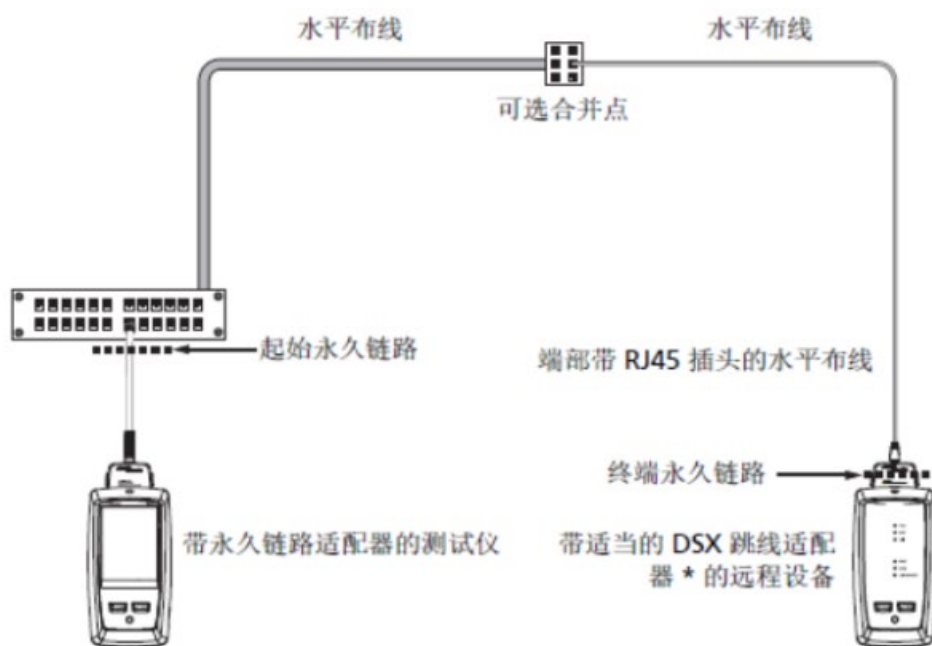 水平布线
水平布线
可选合并点
起始永久链路
端部带 RJ45 插头的水平布线
终端永久链路
带永久链路适配器的测试仪
带适当的 DSX 跳线适配
器 * 的远程设备